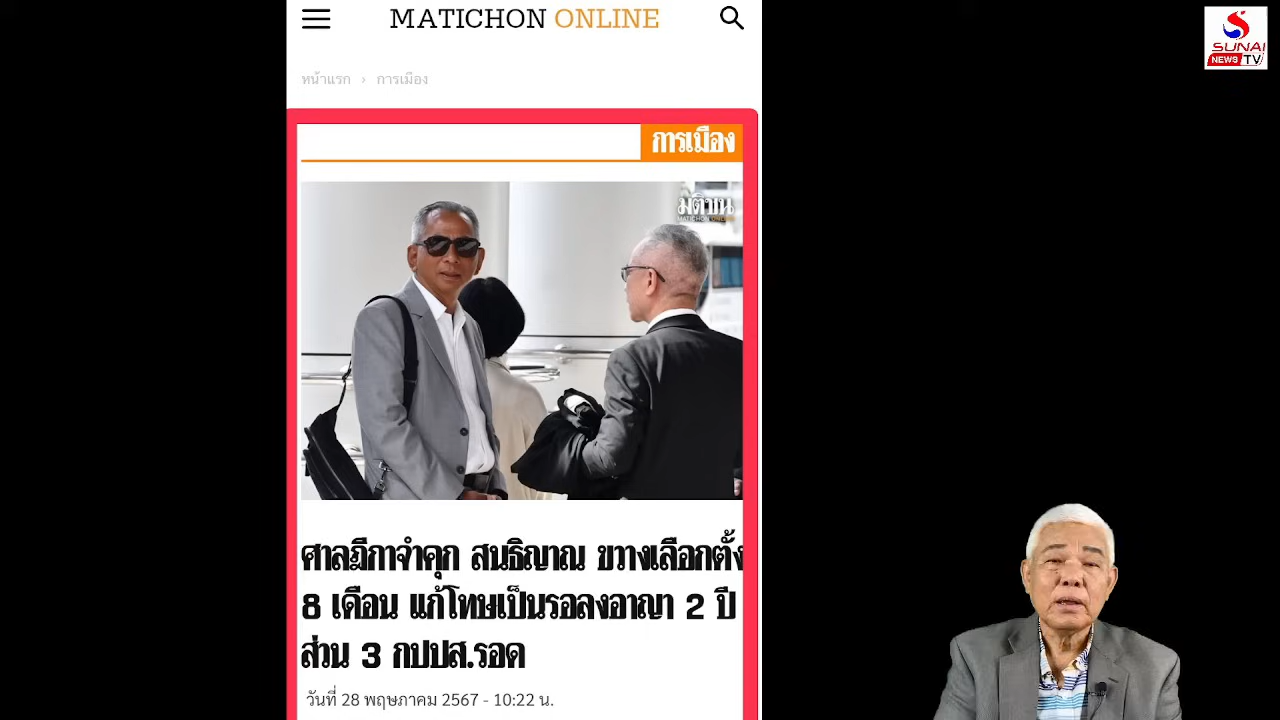 MATICHON ONLINE
SUNAI
NEWS TV
หน้าแรก › การเมือง
การเมือง
มติชน
MATICHON ONLINE
ศาลฎีกาจำคุก สนธิญาณ ขวางเลือกตั้ง
8 เดือน แก้โทษเป็นรอลงอาญา 2 ปี
ส่วน 3 กปปส.รอด
วันที่ 28 พฤษภาคม 2567 - 10:22 น.